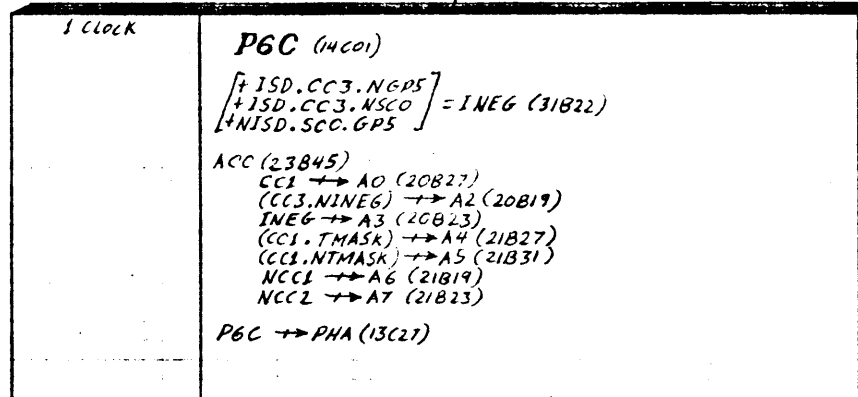 1 CLOCK
P6C (14C01)
+ ISD.CC3.NGP5
+ISD.CC3.NSCO = INEG (31B22)
+NISD.SCC.GP5
ACC (23B45)
CC1 ⇸ A0 (20B27)
(CC3.NINEG) ⇸ A2 (20B19)
INEG ⇸ A3 (20B23)
(CC1.TMASK) ⇸ A4 (21B27)
(CC1.NTMASK) ⇸ A5 (21B31)
NCC1 ⇸ A6 (21B19)
NCC2 ⇸ A7 (21B23)
P6C ⇸ PHA (13C27)